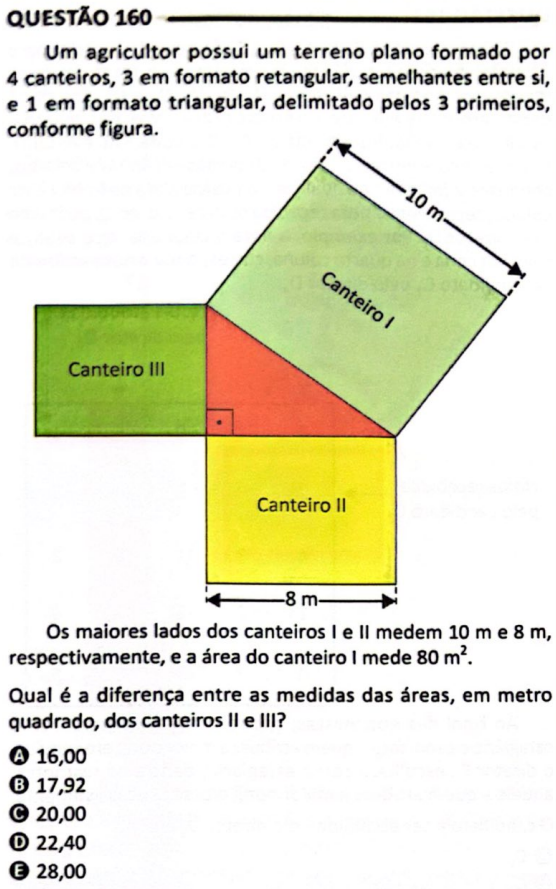 QUESTÃO 160
Um agricultor possui um terreno plano formado por
4 canteiros, 3 em formato retangular, semelhantes entre si,
e 1 em formato triangular, delimitado pelos 3 primeiros,
conforme figura.
10 m
Canteiro I
Canteiro III
Canteiro II
8 m
Os maiores lados dos canteiros I e II medem 10 m e 8 m,
respectivamente, e a área do canteiro I mede 80 m².
Qual é a diferença entre as medidas das áreas, em metro
quadrado, dos canteiros II e III?
A 16,00
B 17,92
C 20,00
D 22,40
E 28,00